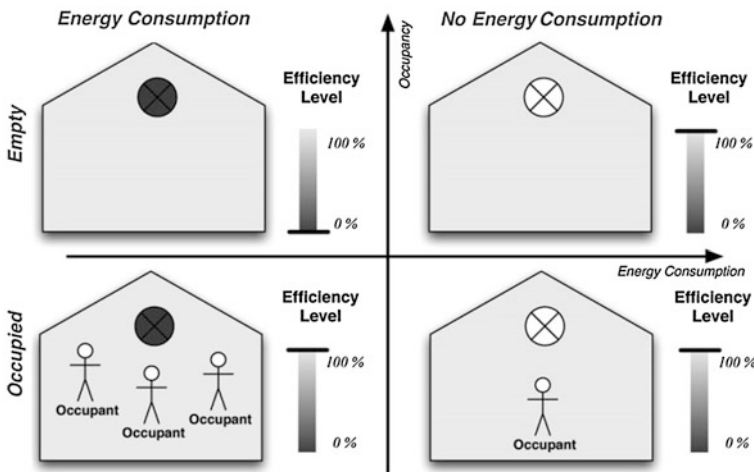 Energy Consumption
No Energy Consumption
Occupancy
Empty
Efficiency
Level
100 %
0 %
Efficiency
Level
100 %
0 %
Energy Consumption
Occupied
Occupant
Occupant
Occupant
Efficiency
Level
100 %
0 %
Occupant
Efficiency
Level
100 %
0 %